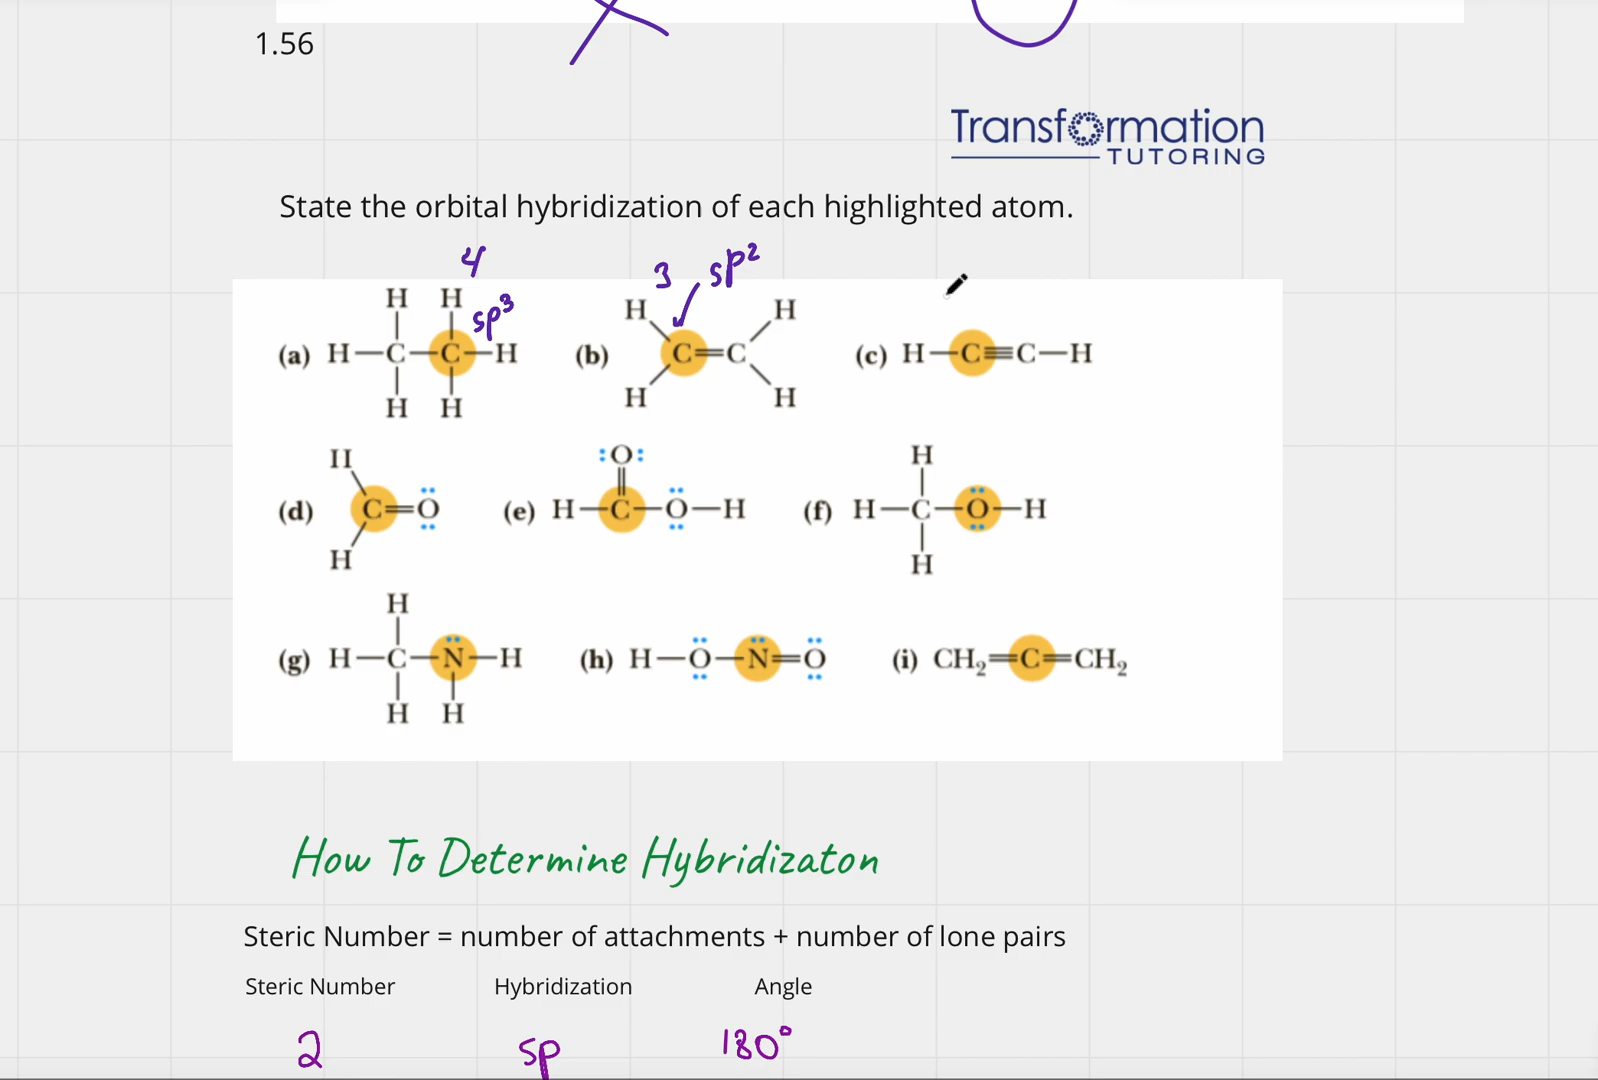 1.56
Transformation
TUTORING
State the orbital hybridization of each highlighted atom.
4
3 sp²
sp³
H H
(a) H—C—C—H
H H
H H
(b) C=C
H H
(c) H—C≡C—H
H
(d) C=O
H
:O:
(e) H—C—O—H
H
(f) H—C—O—H
H
H
(g) H—C—N—H
H H
(h) H—O—N=O
(i) CH₂=C=CH₂
How To Determine Hybridizaton
Steric Number = number of attachments + number of lone pairs
Steric Number Hybridization Angle
2 sp 180°